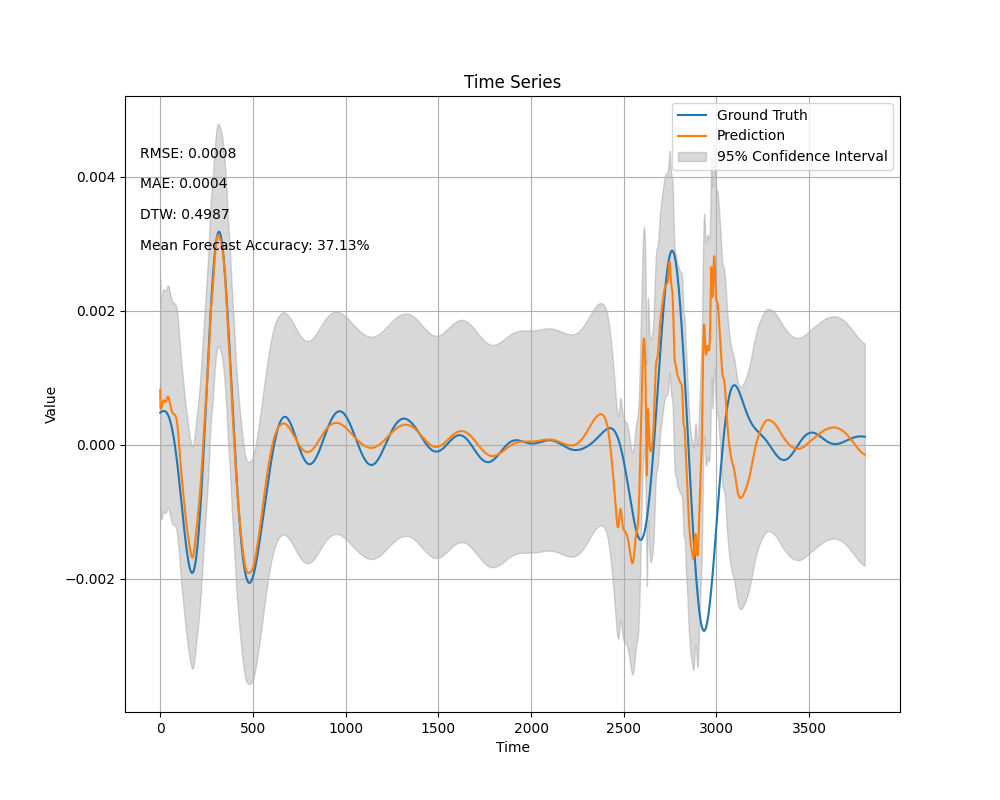 Time Series
Ground Truth
Prediction
95% Confidence Interval
RMSE: 0.0008
MAE: 0.0004
DTW: 0.4987
Mean Forecast Accuracy: 37.13%
0.004
0.002
0.000
−0.002
Value
0 500 1000 1500 2000 2500 3000 3500
Time